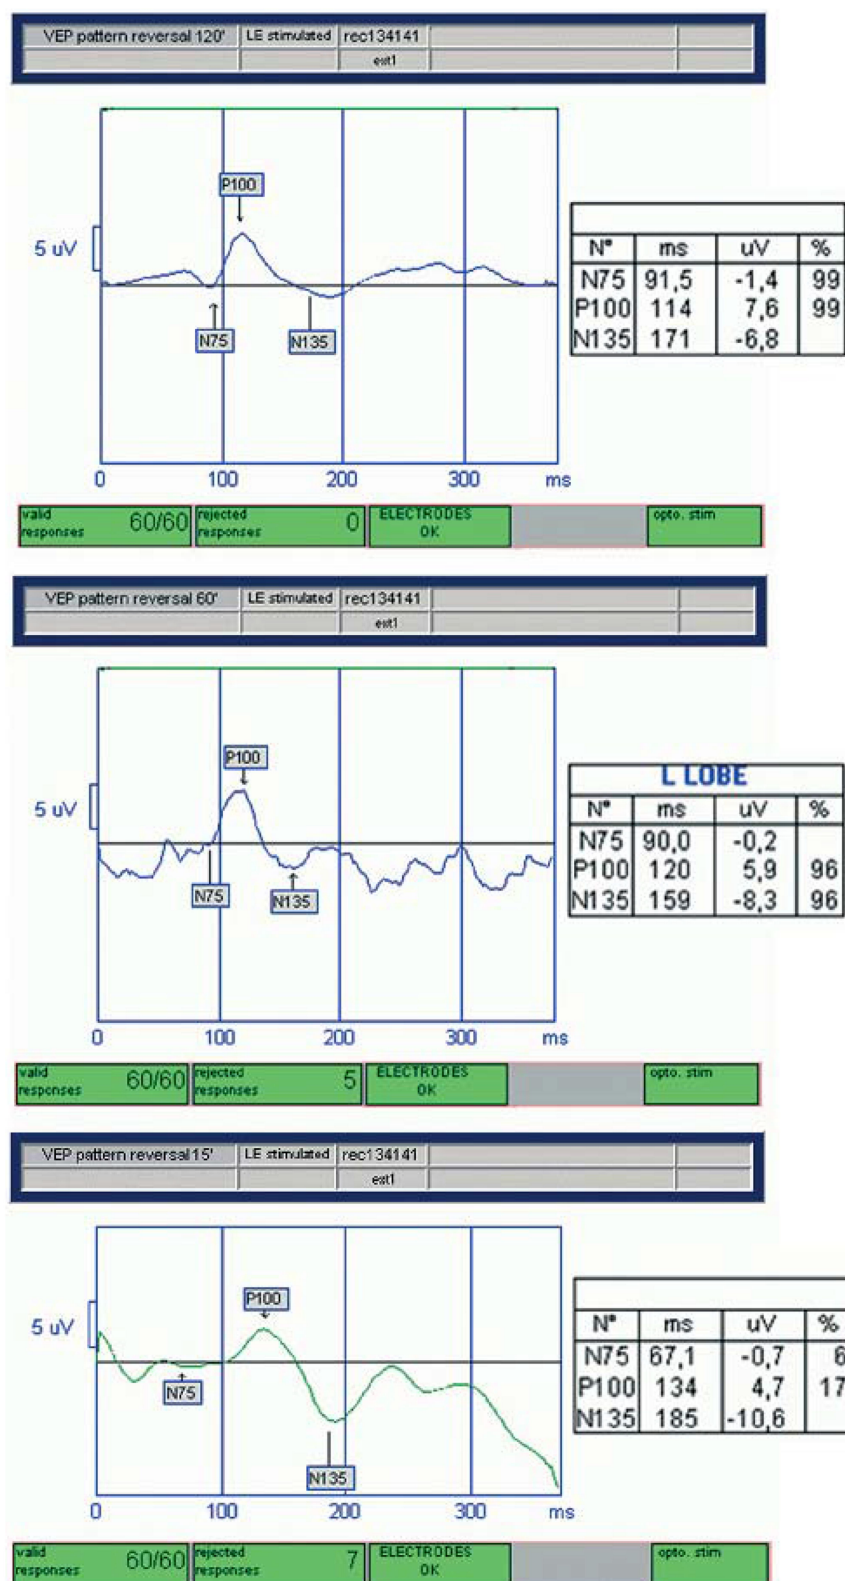 VEP pattern reversal 120' LE stimulated rec134141
ext1
P100
5 uV
N75 N135
0 100 200 300 ms
N° ms uV %
N75 91,5 -1,4 99
P100 114 7,6 99
N135 171 -6,8
valid responses 60/60 rejected responses 0 ELECTRODES OK opto. stim
VEP pattern reversal 60' LE stimulated rec134141
ext1
P100
5 uV
N75 N135
0 100 200 300 ms
L LOBE
N° ms uV %
N75 90,0 -0,2
P100 120 5,9 96
N135 159 -8,3 96
valid responses 60/60 rejected responses 5 ELECTRODES OK opto. stim
VEP pattern reversal 15' LE stimulated rec134141
ext1
P100
5 uV
N75
N135
0 100 200 300 ms
N° ms uV %
N75 67,1 -0,7 6
P100 134 4,7 17
N135 185 -10,6
valid responses 60/60 rejected responses 7 ELECTRODES OK opto. stim